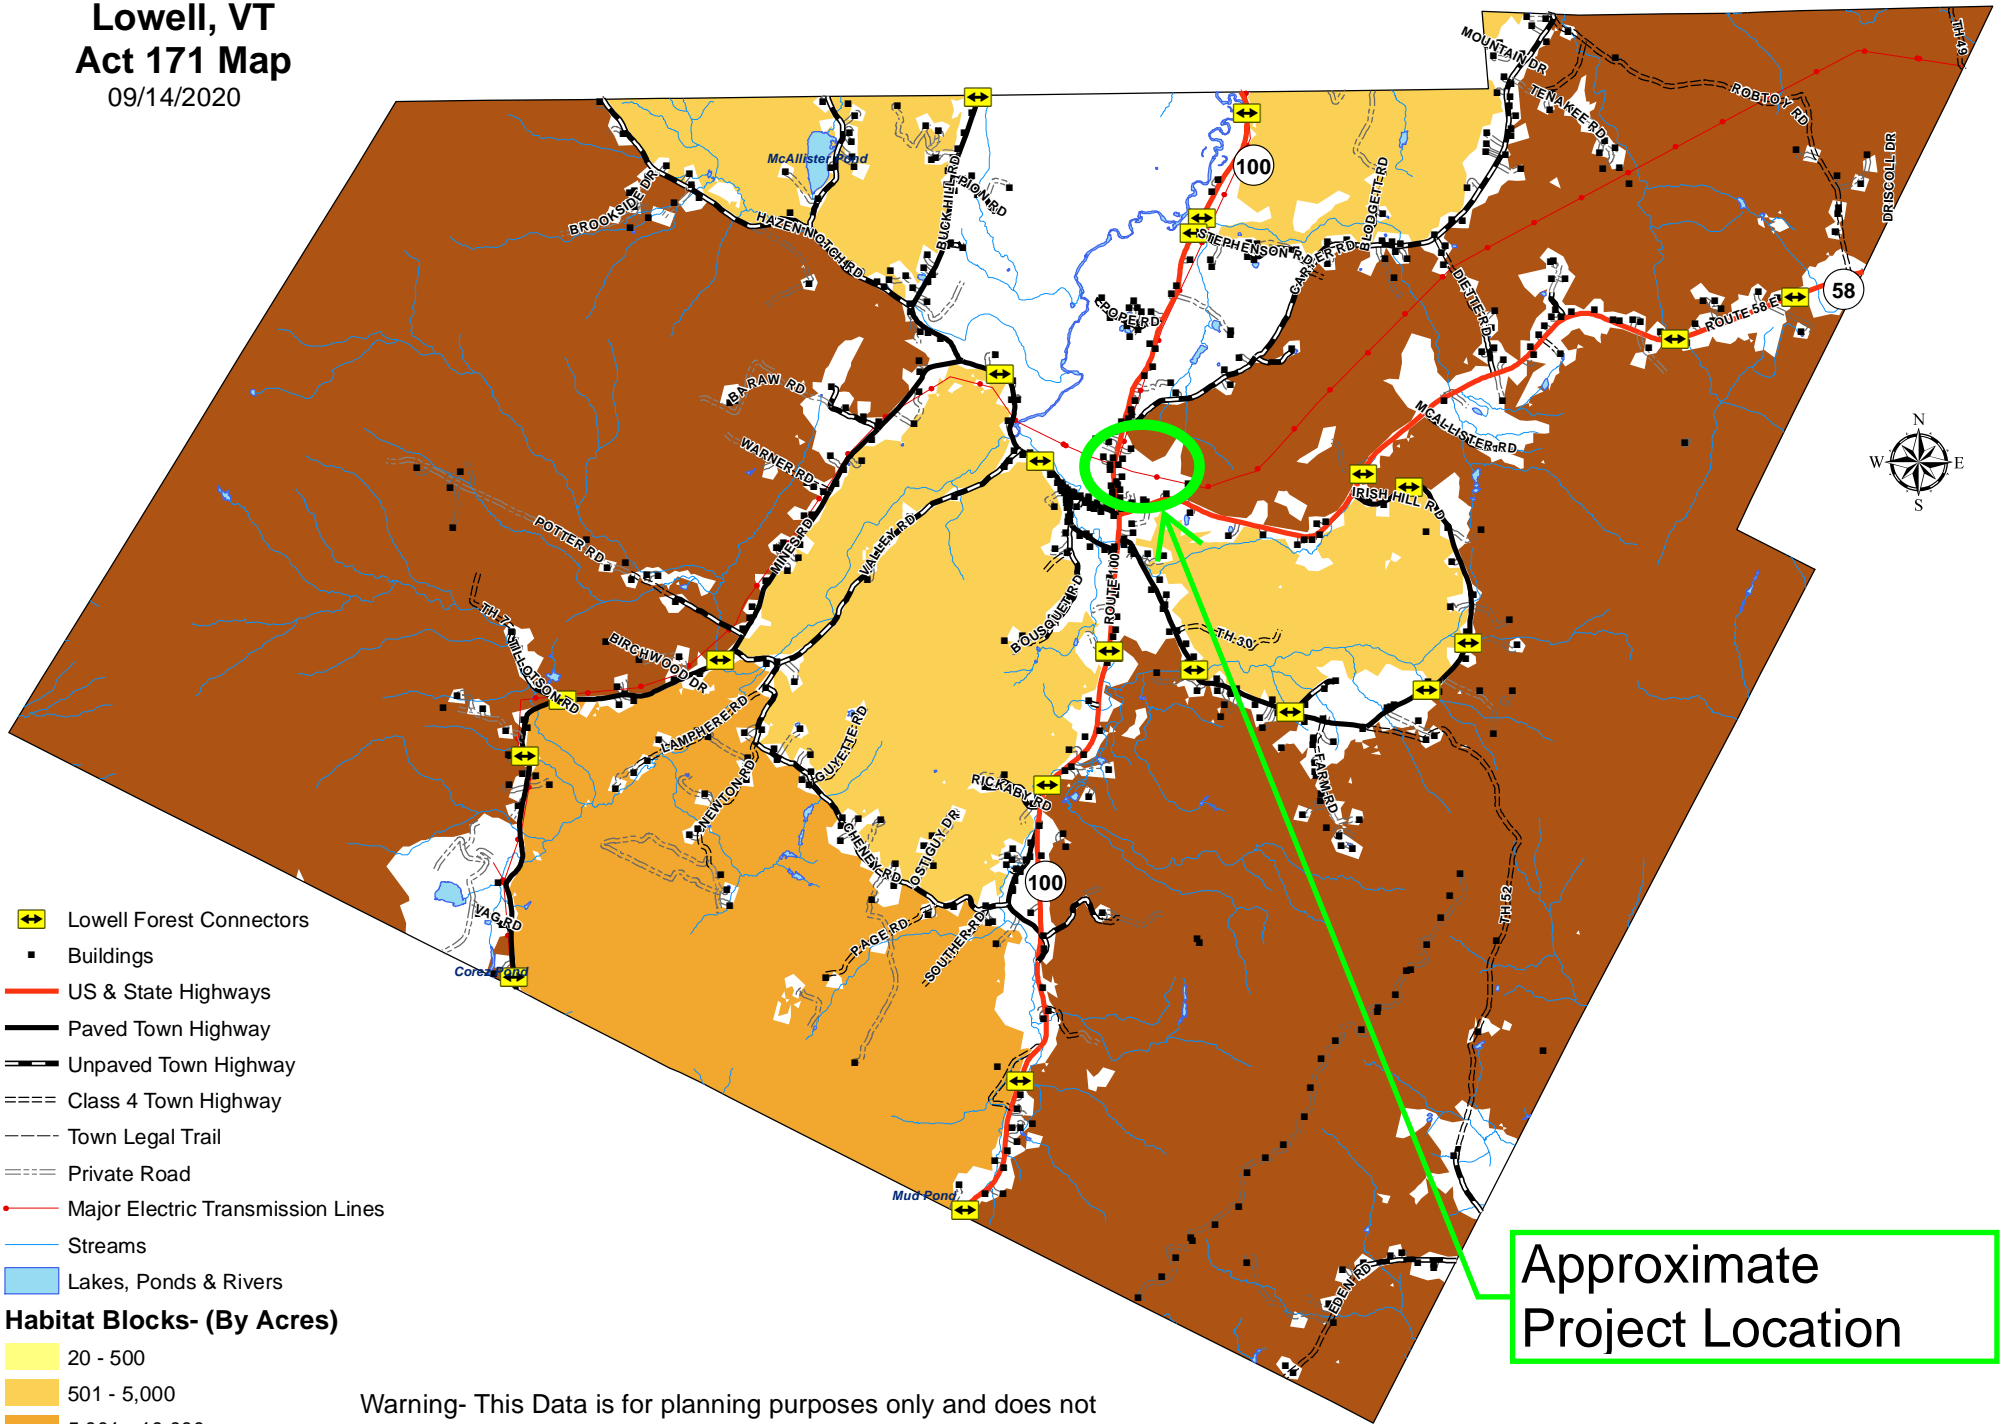 Lowell, VT
Act 171 Map
09/14/2020
MOUNTAIN DR
TH 49
ROBTOY RD
TENAKEE RD
DRISCOLL DR
McAllister Pond
100
BUCK HILL RD
PION RD
BLODGETT RD
BROOKSIDE DR
HAZEN NOTCH RD
STEPHENSON RD
CARTER RD
DIETTE RD
58
ROUTE 58 E
POPE RD
BARAW RD
MCALLISTER RD
WARNER RD
N
W
E
S
IRISH HILL RD
POTTER RD
MINES RD
VALLEY RD
ROUTE 100
BOUSQUET RD
TH 30
BIRCHWOOD DR
LAMPHERE RD
NEWTON RD
GUYETTE RD
RICKABY RD
FARM RD
CHENEY RD
OSTIGUY DR
100
TH 52
VAG RD
PAGE RD
SOUTHER RD
Corez Pond
Mud Pond
EDEN RD
Approximate
Project Location
Lowell Forest Connectors
Buildings
US & State Highways
Paved Town Highway
Unpaved Town Highway
Class 4 Town Highway
Town Legal Trail
Private Road
Major Electric Transmission Lines
Streams
Lakes, Ponds & Rivers
Habitat Blocks- (By Acres)
20 - 500
501 - 5,000
Warning- This Data is for planning purposes only and does not